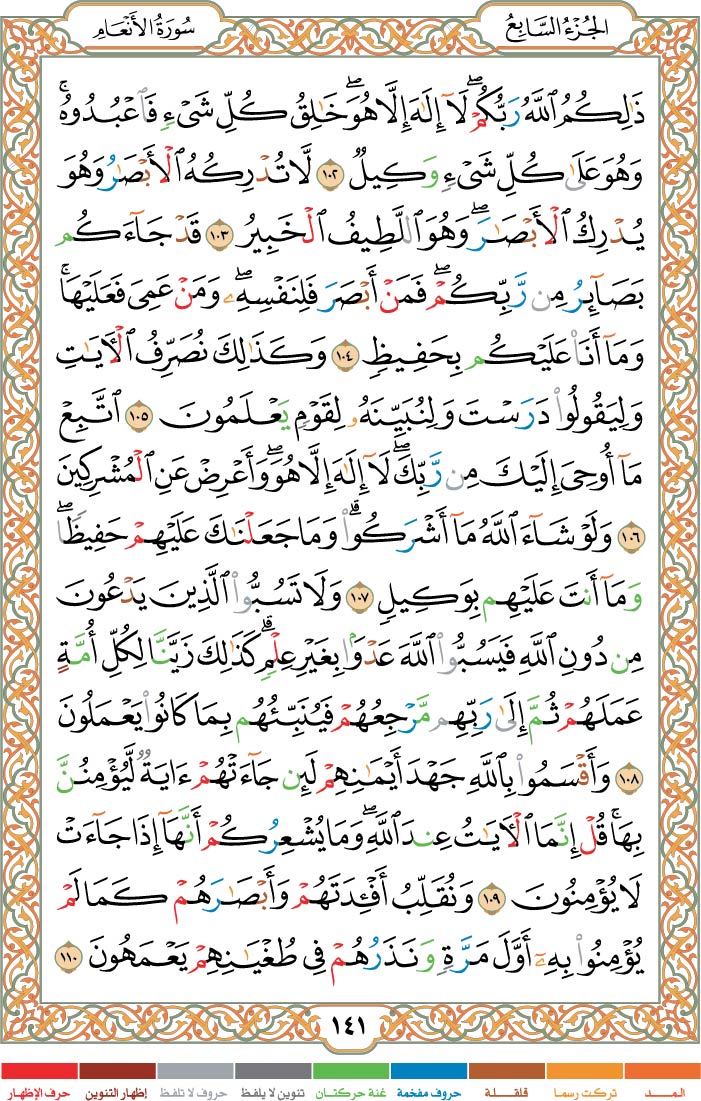 الجُزْءُ السَّابِعُ
سُورَةُ الأَنْعَام
ذَٰلِكُمُ ٱللَّهُ رَبُّكُمۡۖ لَآ إِلَٰهَ إِلَّا هُوَۖ خَٰلِقُ كُلِّ شَيۡءٖ فَٱعۡبُدُوهُۚ
وَهُوَ عَلَىٰ كُلِّ شَيۡءٖ وَكِيلٞ ١٠٢ لَّا تُدۡرِكُهُ ٱلۡأَبۡصَٰرُ وَهُوَ
يُدۡرِكُ ٱلۡأَبۡصَٰرَۖ وَهُوَ ٱللَّطِيفُ ٱلۡخَبِيرُ ١٠٣ قَدۡ جَآءَكُم
بَصَآئِرُ مِن رَّبِّكُمۡۖ فَمَنۡ أَبۡصَرَ فَلِنَفۡسِهِۦۖ وَمَنۡ عَمِيَ فَعَلَيۡهَاۚ
وَمَآ أَنَا۠ عَلَيۡكُم بِحَفِيظٖ ١٠٤ وَكَذَٰلِكَ نُصَرِّفُ ٱلۡأٓيَٰتِ
وَلِيَقُولُواْ دَرَسۡتَ وَلِنُبَيِّنَهُۥ لِقَوۡمٖ يَعۡلَمُونَ ١٠٥ ٱتَّبِعۡ
مَآ أُوحِيَ إِلَيۡكَ مِن رَّبِّكَۖ لَآ إِلَٰهَ إِلَّا هُوَۖ وَأَعۡرِضۡ عَنِ ٱلۡمُشۡرِكِينَ
١٠٦ وَلَوۡ شَآءَ ٱللَّهُ مَآ أَشۡرَكُواْۗ وَمَا جَعَلۡنَٰكَ عَلَيۡهِمۡ حَفِيظٗاۖ
وَمَآ أَنتَ عَلَيۡهِم بِوَكِيلٖ ١٠٧ وَلَا تَسُبُّواْ ٱلَّذِينَ يَدۡعُونَ
مِن دُونِ ٱللَّهِ فَيَسُبُّواْ ٱللَّهَ عَدۡوَۢا بِغَيۡرِ عِلۡمٖۗ كَذَٰلِكَ زَيَّنَّا لِكُلِّ أُمَّةٍ
عَمَلَهُمۡ ثُمَّ إِلَىٰ رَبِّهِم مَّرۡجِعُهُمۡ فَيُنَبِّئُهُم بِمَا كَانُواْ يَعۡمَلُونَ
١٠٨ وَأَقۡسَمُواْ بِٱللَّهِ جَهۡدَ أَيۡمَٰنِهِمۡ لَئِن جَآءَتۡهُمۡ ءَايَةٞ لَّيُؤۡمِنُنَّ
بِهَاۚ قُلۡ إِنَّمَا ٱلۡأٓيَٰتُ عِندَ ٱللَّهِۖ وَمَا يُشۡعِرُكُمۡ أَنَّهَآ إِذَا جَآءَتۡ
لَا يُؤۡمِنُونَ ١٠٩ وَنُقَلِّبُ أَفۡـِٔدَتَهُمۡ وَأَبۡصَٰرَهُمۡ كَمَا لَمۡ
يُؤۡمِنُواْ بِهِۦٓ أَوَّلَ مَرَّةٖ وَنَذَرُهُمۡ فِي طُغۡيَٰنِهِمۡ يَعۡمَهُونَ ١١٠
١٤١
المـــد تركت رسما قلقـــلة حروف مفخمة غنة حركتان تنوين لا يلفظ حروف لا تلفظ إظهار التنوين حرف الإظهار